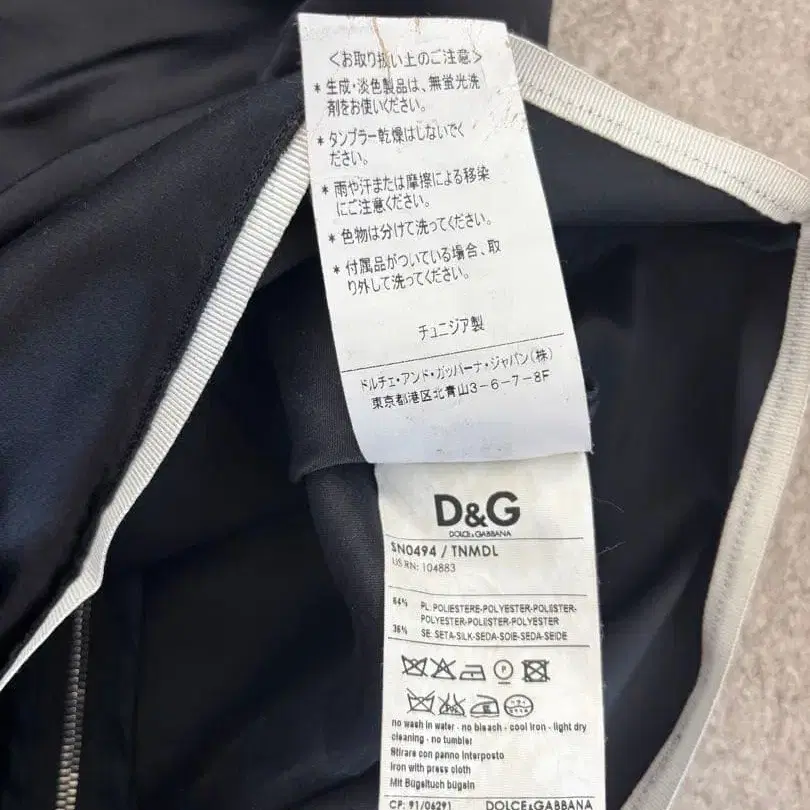 ＜お取り扱い上のご注意＞
* 生成・淡色製品は、無蛍光洗
剤をお使いください。
* タンブラー乾燥はしないでく
ださい。
* 雨や汗または摩擦による移染
にご注意ください。
* 色物は分けて洗ってください。
* 付属品がついている場合、取
り外して洗ってください。
チュニジア製
ドルチェ・アンド・ガッバーナ・ジャパン(株)
東京都港区北青山3-6-7-8F
D&G
DOLCE&GABBANA
SN0494 / TNMDL
US RN: 104883
64% PL: POLIESTERE-POLYESTER-POLIISTER-
POLYESTER-POLIISTER-POLYESTER
36% SE: SETA-SILK-SEDA-SOIE-SEDA-SEIDE
P
no wash in water - no bleach - cool iron - light dry
cleaning - no tumbler
Stirare con panno interposto
Iron with press cloth
Mit Bügeltuch bügeln
CP: 91/06291 DOLCE&GABBANA